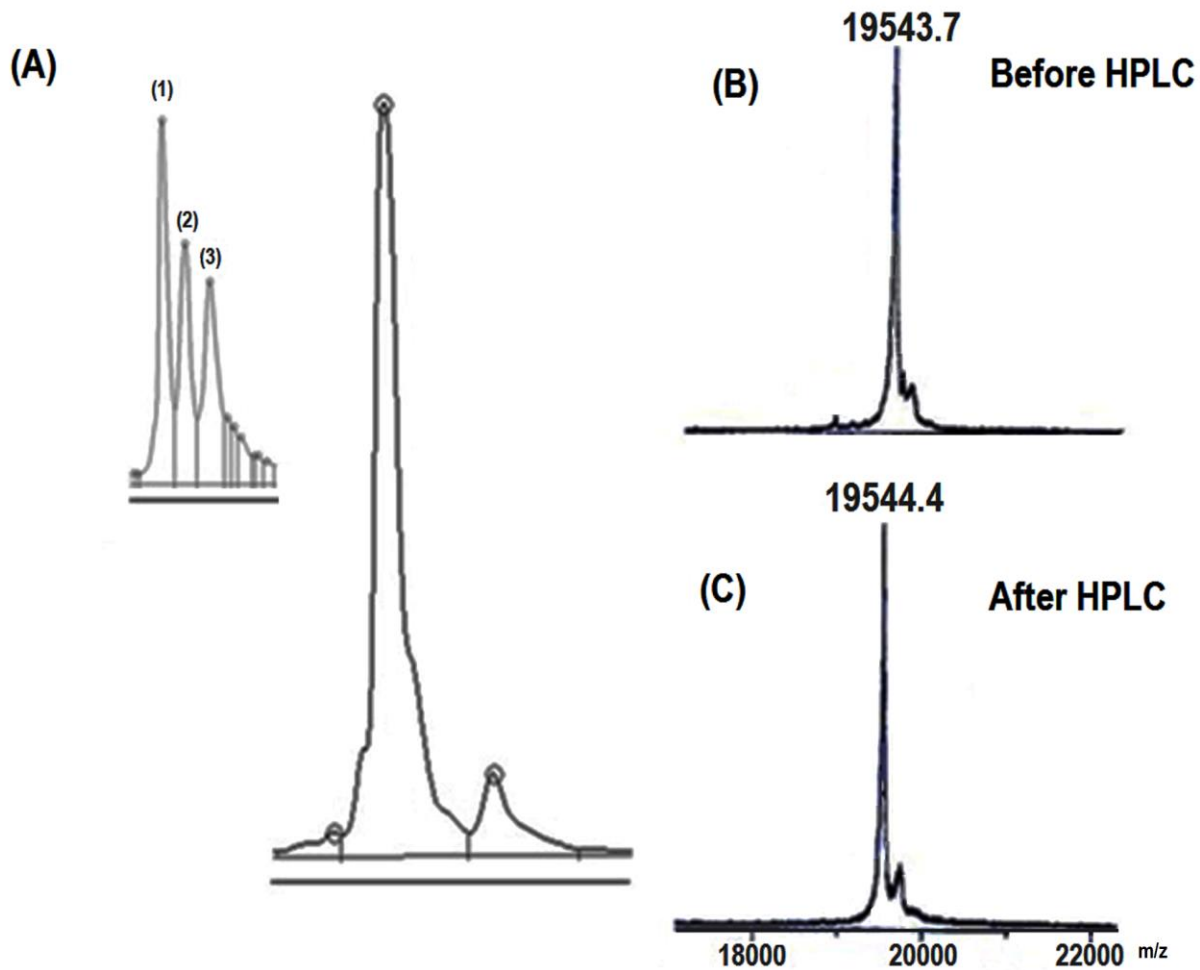 (A)
(1)
(2)
(3)
19543.7
(B)
Before HPLC
19544.4
(C)
After HPLC
18000 20000 22000 m/z